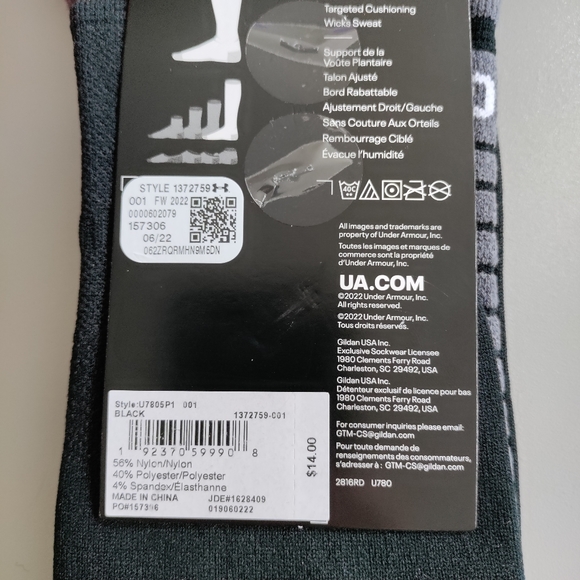 Targeted Cushioning
Wicks Sweat
Support de la
Voûte Plantaire
Talon Ajusté
Bord Rabattable
Ajustement Droit/Gauche
Sans Couture Aux Orteils
Rembourrage Ciblé
Évacue l'humidité
40C
STYLE 1372759
001 FW 2022
0000602079
157306
06/22
062ZRQRMHN9M5DN
All images and trademarks are
property of Under Armour, Inc.
Toutes les images et marques de
commerce sont la propriété
d'Under Armour, Inc.
UA.COM
©2022 Under Armour, Inc.
All rights reserved.
©2022 Under Armour, Inc.
Tous droits réservés.
Gildan USA Inc.
Exclusive Sockwear Licensee
1980 Clements Ferry Road
Charleston, SC 29492, USA
Gildan USA Inc.
Détenteur exclusif de licence pour bas
1980 Clements Ferry Road
Charleston, SC 29492, USA
For consumer inquiries please email:
GTM-CS@gildan.com
Pour toute demande de
renseignements des consommateurs,
s'adresser à : GTM-CS@gildan.com
2816RD U780
Style:U7805P1 001
BLACK 1372759-001
1 92370 59990 8
56% Nylon/Nylon
40% Polyester/Polyester
4% Spandex/Élasthanne
MADE IN CHINA JDE#1628409
PO#157396 019060222
$14.00